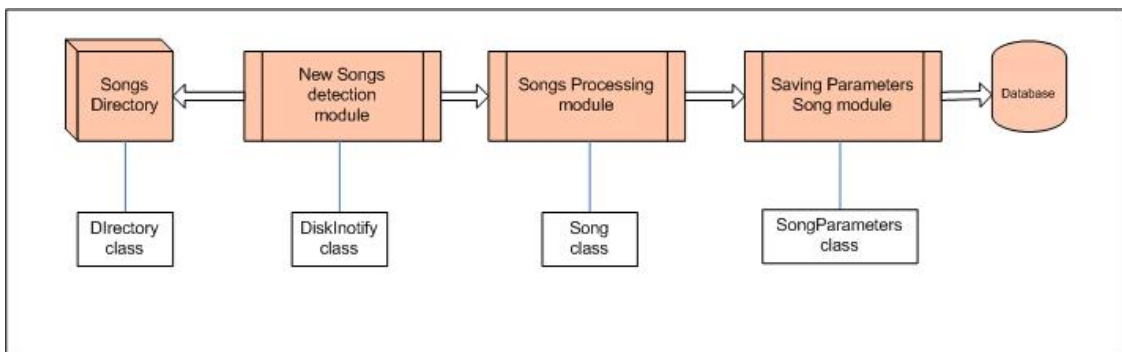 Songs
Directory
New Songs
detection
module
Songs Processing
module
Saving Parameters
Song module
Database
DIrectory
class
DiskInotify
class
Song
class
SongParameters
class